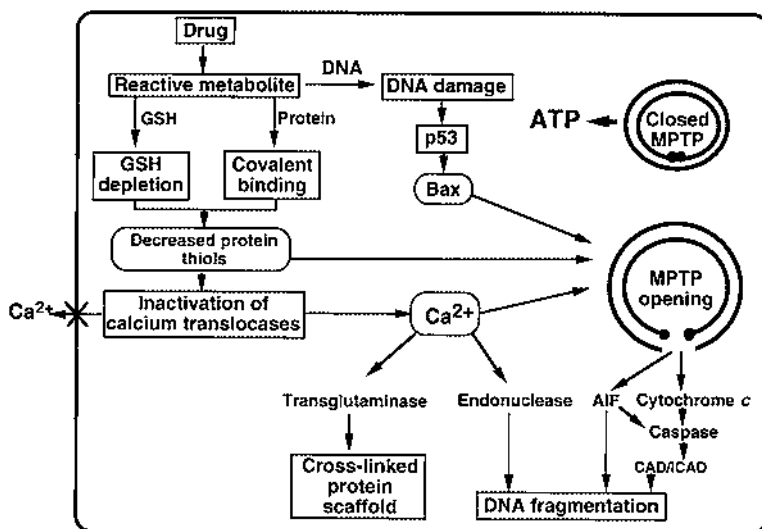 Drug
Reactive metabolite
DNA
DNA damage
GSH
Protein
p53
ATP
Closed
MPTP
GSH
depletion
Covalent
binding
Bax
Decreased protein
thiols
MPTP
opening
Ca2+
Inactivation of
calcium translocases
Ca2+
Transglutaminase
Endonuclease
AIF
Cytochrome c
Caspase
CAD/ICAD
Cross-linked
protein
scaffold
DNA fragmentation